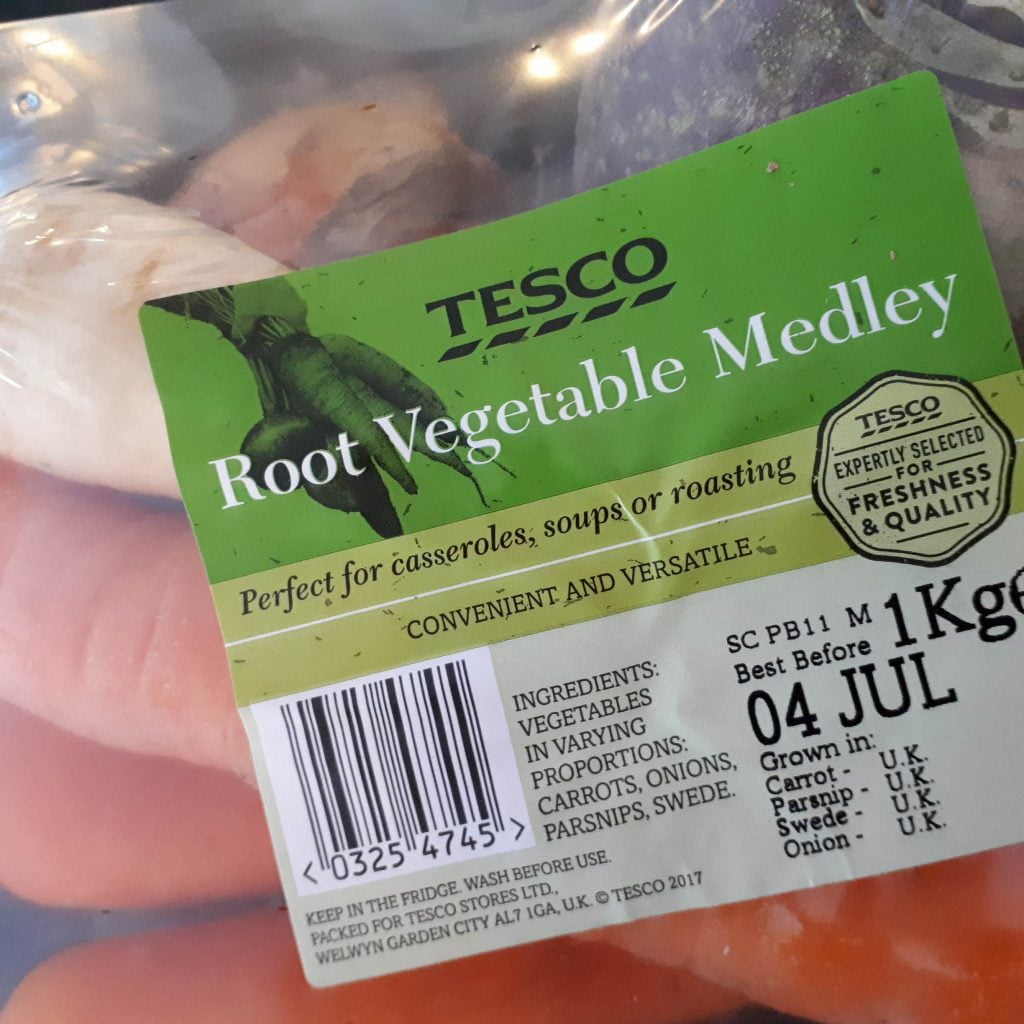 TESCO
Root Vegetable Medley
Perfect for casseroles, soups or roasting
CONVENIENT AND VERSATILE
TESCO
EXPERTLY SELECTED
FOR
FRESHNESS
& QUALITY
INGREDIENTS:
VEGETABLES
IN VARYING
PROPORTIONS:
CARROTS, ONIONS,
PARSNIPS, SWEDE.
SC PB11 M 1Kg
Best Before
04 JUL
Grown in:
Carrot - U.K.
Parsnip - U.K.
Swede - U.K.
Onion - U.K.
< 0325 4745 >
KEEP IN THE FRIDGE. WASH BEFORE USE.
PACKED FOR TESCO STORES LTD.,
WELWYN GARDEN CITY AL7 1GA, U.K. © TESCO 2017